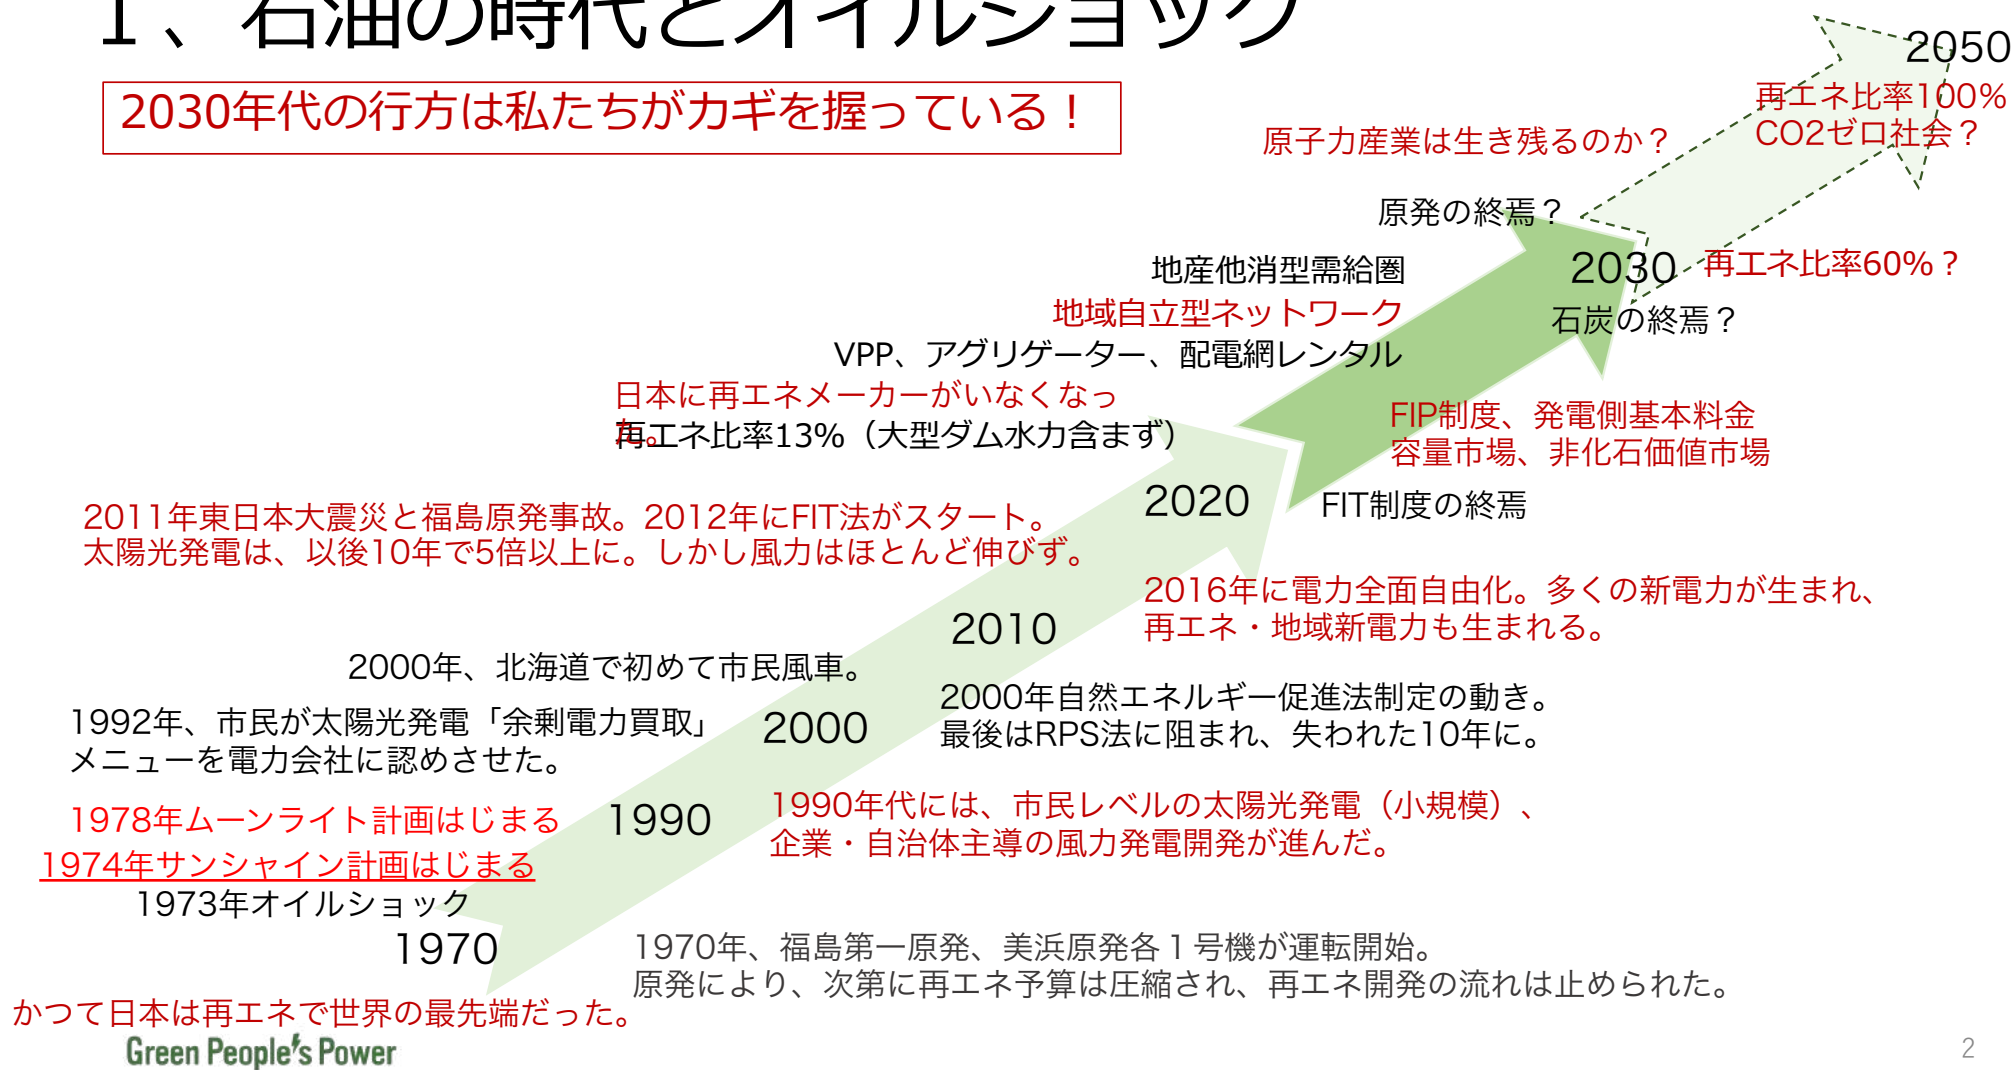 １、石油の時代とオイルショック
2030年代の行方は私たちがカギを握っている！
2050
再エネ比率100%
CO2ゼロ社会？
原子力産業は生き残るのか？
原発の終焉？
2030
再エネ比率60%？
石炭の終焉？
地産他消型需給圏
地域自立型ネットワーク
VPP、アグリゲーター、配電網レンタル
日本に再エネメーカーがいなくなっ
た。
再エネ比率13%（大型ダム水力含まず）
FIP制度、発電側基本料金
容量市場、非化石価値市場
2020
FIT制度の終焉
2011年東日本大震災と福島原発事故。2012年にFIT法がスタート。
太陽光発電は、以後10年で5倍以上に。しかし風力はほとんど伸びず。
2016年に電力全面自由化。多くの新電力が生まれ、
再エネ・地域新電力も生まれる。
2010
2000年、北海道で初めて市民風車。
2000年自然エネルギー促進法制定の動き。
最後はRPS法に阻まれ、失われた10年に。
1992年、市民が太陽光発電「余剰電力買取」
メニューを電力会社に認めさせた。
2000
1978年ムーンライト計画はじまる
1990
1990年代には、市民レベルの太陽光発電（小規模）、
企業・自治体主導の風力発電開発が進んだ。
1974年サンシャイン計画はじまる
1973年オイルショック
1970
1970年、福島第一原発、美浜原発各１号機が運転開始。
原発により、次第に再エネ予算は圧縮され、再エネ開発の流れは止められた。
かつて日本は再エネで世界の最先端だった。
Green People's Power
2